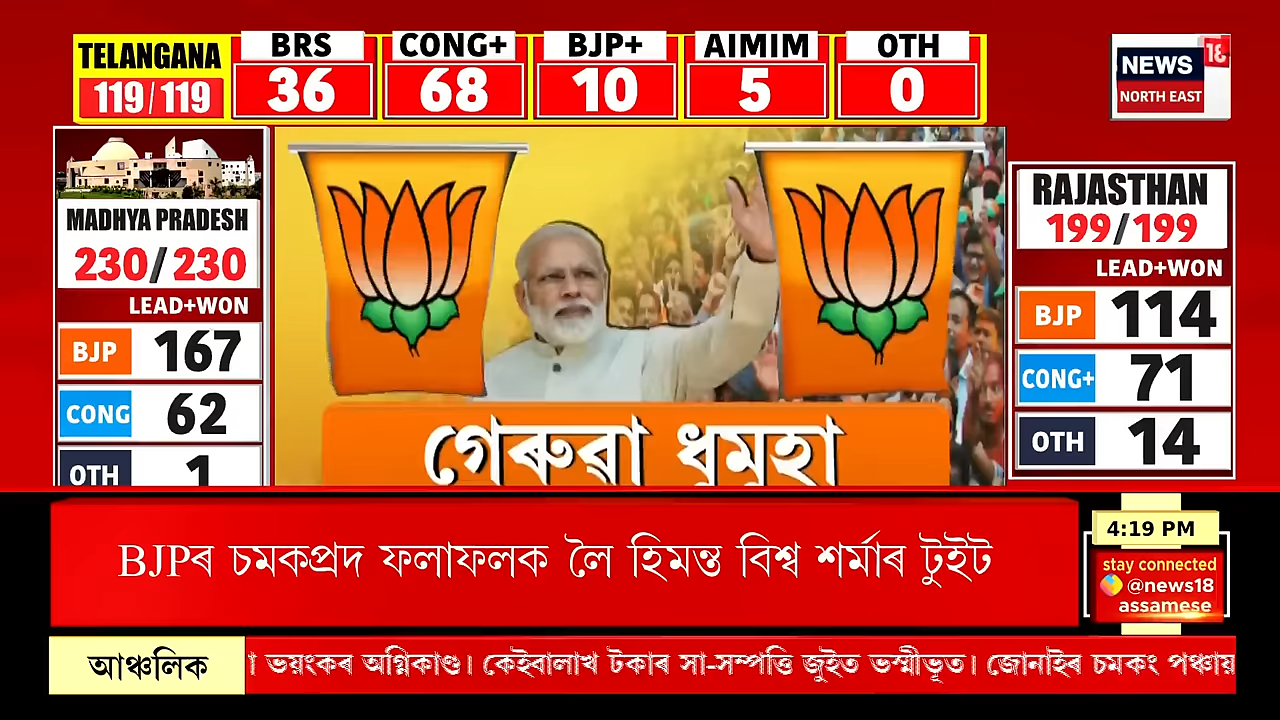 TELANGANA
119/119
BRS
36
CONG+
68
BJP+
10
AIMIM
5
OTH
0
NEWS 18
NORTH EAST
MADHYA PRADESH
230/230
LEAD+WON
BJP 167
CONG 62
OTH 1
গেৰুৱা ধুমুহা
RAJASTHAN
199/199
LEAD+WON
BJP 114
CONG+ 71
OTH 14
BJPৰ চমকপ্ৰদ ফলাফলক লৈ হিমন্ত বিশ্ব শৰ্মাৰ টুইট
4:19 PM
stay connected
@news18
assamese
আঞ্চলিক
া ভয়ংকৰ অগ্নিকাণ্ড। কেইবালাখ টকাৰ সা-সম্পত্তি জুইত ভস্মীভূত। জোনাইৰ চমকং পঞ্চায়